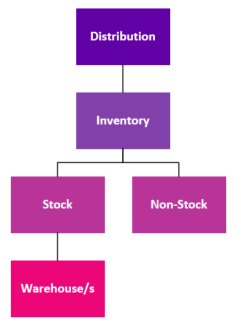 Distribution
Inventory
Stock
Non-Stock
Warehouse/s